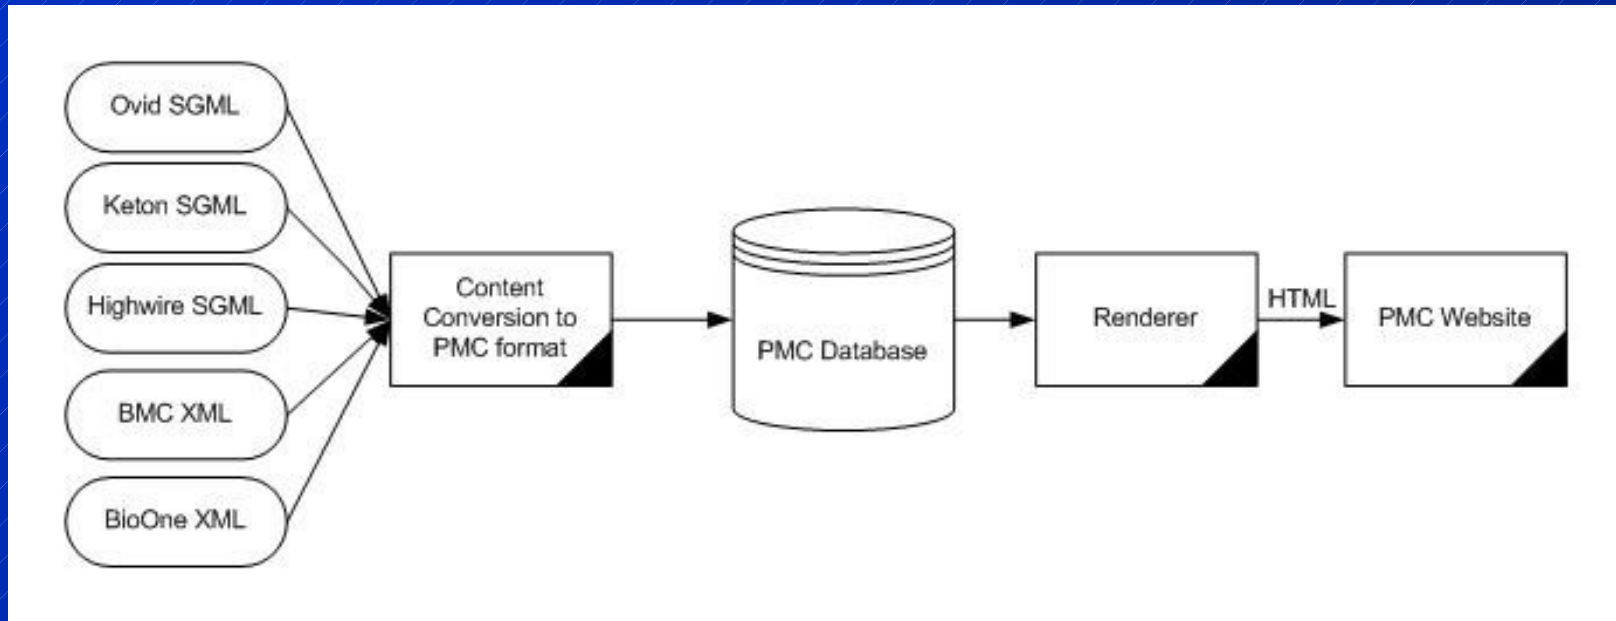 Ovid SGML
Keton SGML
Highwire SGML
BMC XML
BioOne XML
Content
Conversion to
PMC format
PMC Database
Renderer
HTML
PMC Website